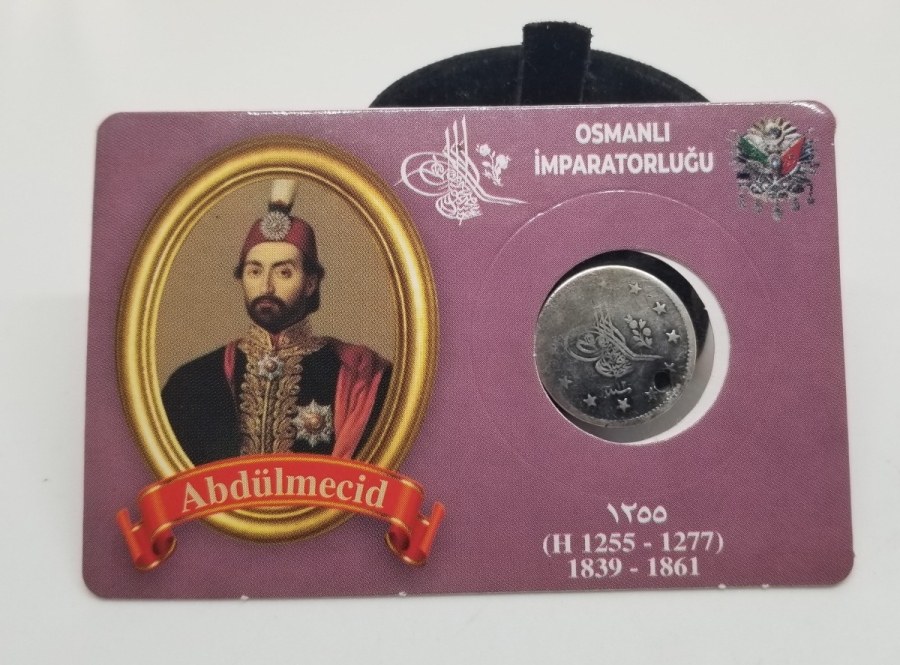 OSMANLI
İMPARATORLUĞU
Abdülmecid
١٢٥٥
(H 1255 - 1277)
1839 - 1861